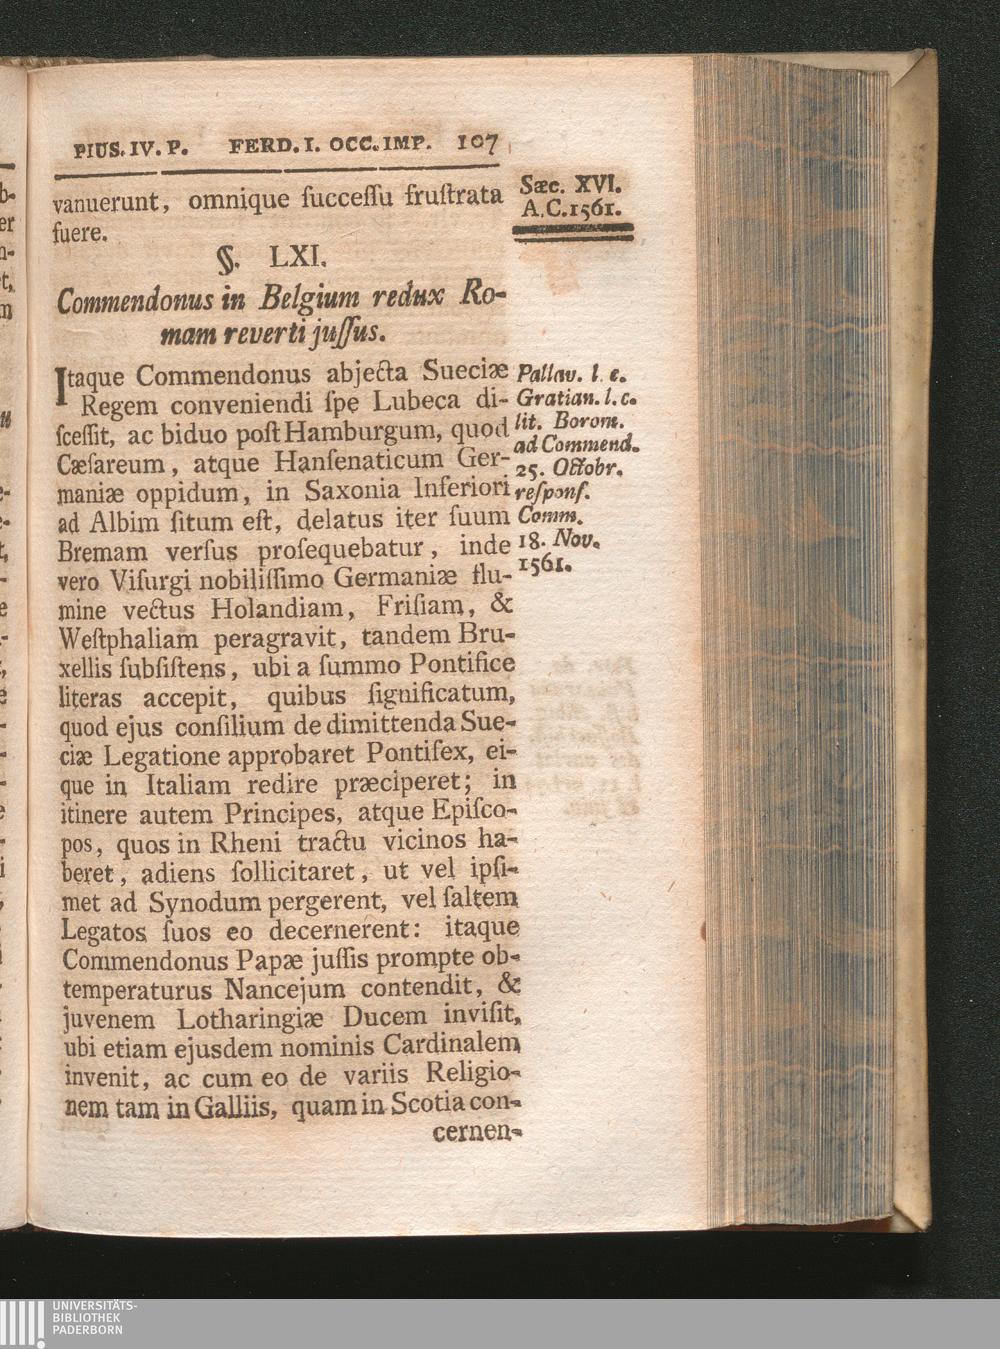 PIUS. IV. P. FERD. I. OCC. IMP. 107
Sæc. XVI.
A.C.1561.
vanuerunt, omnique ſucceſſu fruſtrata
fuere.
§. LXI.
Commendonus in Belgium redux Ro-
mam reverti juſſus.
Itaque Commendonus abjecta Sueciæ
Regem conveniendi ſpe Lubeca di-
ſceſſit, ac biduo poſt Hamburgum, quod
Cæſareum, atque Hanſenaticum Ger-
maniæ oppidum, in Saxonia Inferiori
ad Albim ſitum eſt, delatus iter ſuum
Bremam verſus proſequebatur, inde
vero Viſurgi nobiliſſimo Germaniæ flu-
mine vectus Holandiam, Friſiam, &
Weſtphaliam peragravit, tandem Bru-
xellis ſubſiſtens, ubi a ſummo Pontifice
literas accepit, quibus ſignificatum,
quod ejus conſilium de dimittenda Sue-
ciæ Legatione approbaret Pontifex, ei-
que in Italiam redire præciperet; in
itinere autem Principes, atque Epiſco-
pos, quos in Rheni tractu vicinos ha-
beret, adiens ſollicitaret, ut vel ipſi-
met ad Synodum pergerent, vel ſaltem
Legatos ſuos eo decernerent: itaque
Commendonus Papæ juſſis prompte ob-
temperaturus Nancejum contendit, &
juvenem Lotharingiæ Ducem inviſit,
ubi etiam ejusdem nominis Cardinalem
invenit, ac cum eo de variis Religio-
nem tam in Galliis, quam in Scotia con-
cernen-
Pallav. l. c.
Gratian. l. c.
lit. Borom.
ad Commend.
25. Octobr.
reſponſ.
Comm.
18. Nov.
1561.
UNIVERSITÄTS-
BIBLIOTHEK
PADERBORN